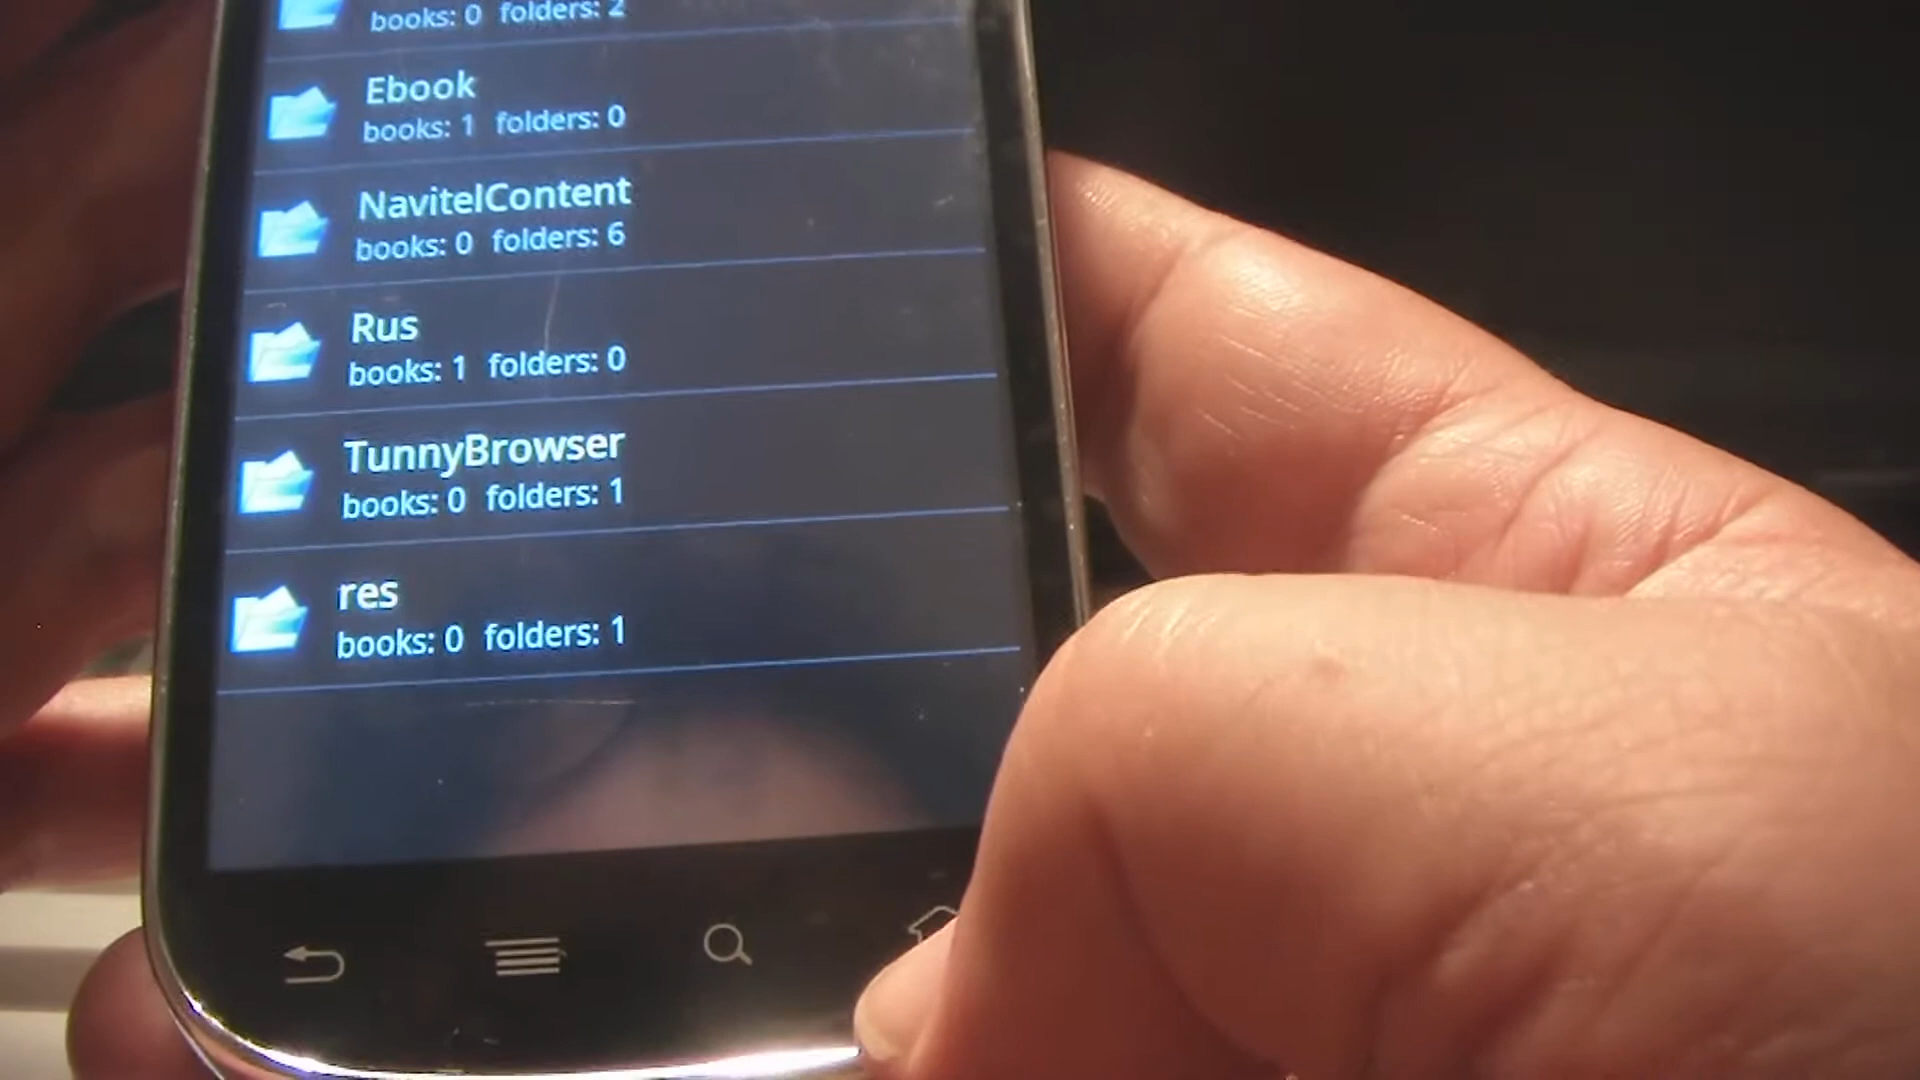 books: 0 folders: 2
Ebook
books: 1 folders: 0
NavitelContent
books: 0 folders: 6
Rus
books: 1 folders: 0
TunnyBrowser
books: 0 folders: 1
res
books: 0 folders: 1